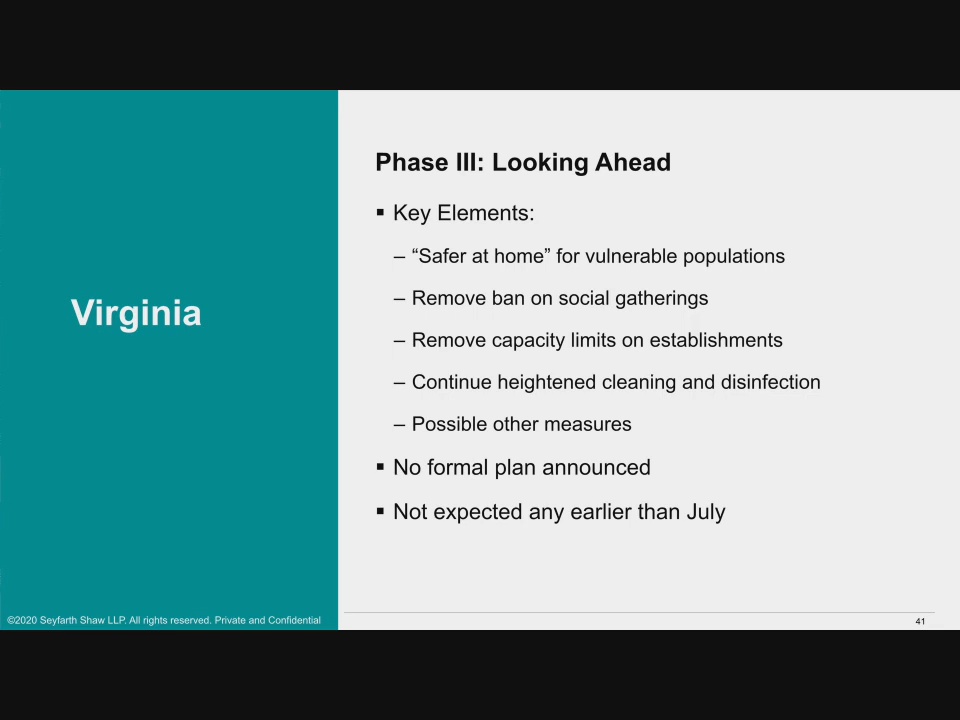 Virginia
Phase III: Looking Ahead
▪ Key Elements:
– “Safer at home” for vulnerable populations
– Remove ban on social gatherings
– Remove capacity limits on establishments
– Continue heightened cleaning and disinfection
– Possible other measures
▪ No formal plan announced
▪ Not expected any earlier than July
©2020 Seyfarth Shaw LLP. All rights reserved. Private and Confidential
41